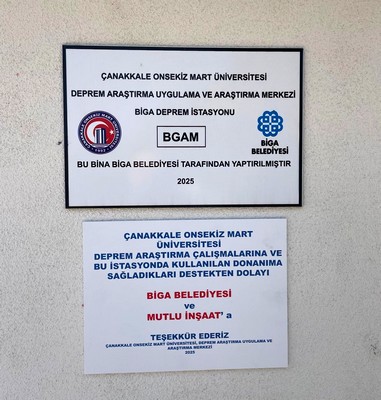 ÇANAKKALE ONSEKİZ MART ÜNİVERSİTESİ
DEPREM ARAŞTIRMA UYGULAMA VE ARAŞTIRMA MERKEZİ
BİGA DEPREM İSTASYONU
BGAM
BİGA
BELEDİYESİ
BU BİNA BİGA BELEDİYESİ TARAFINDAN YAPTIRILMIŞTIR
2025
ÇANAKKALE ONSEKİZ MART
ÜNİVERSİTESİ
DEPREM ARAŞTIRMA ÇALIŞMALARINA VE
BU İSTASYONDA KULLANILAN DONANIMA
SAĞLADIKLARI DESTEKTEN DOLAYI
BİGA BELEDİYESİ
ve
MUTLU İNŞAAT' a
TEŞEKKÜR EDERİZ
ÇANAKKALE ONSEKİZ MART ÜNİVERSİTESİ, DEPREM ARAŞTIRMA UYGULAMA VE
ARAŞTIRMA MERKEZİ
2025